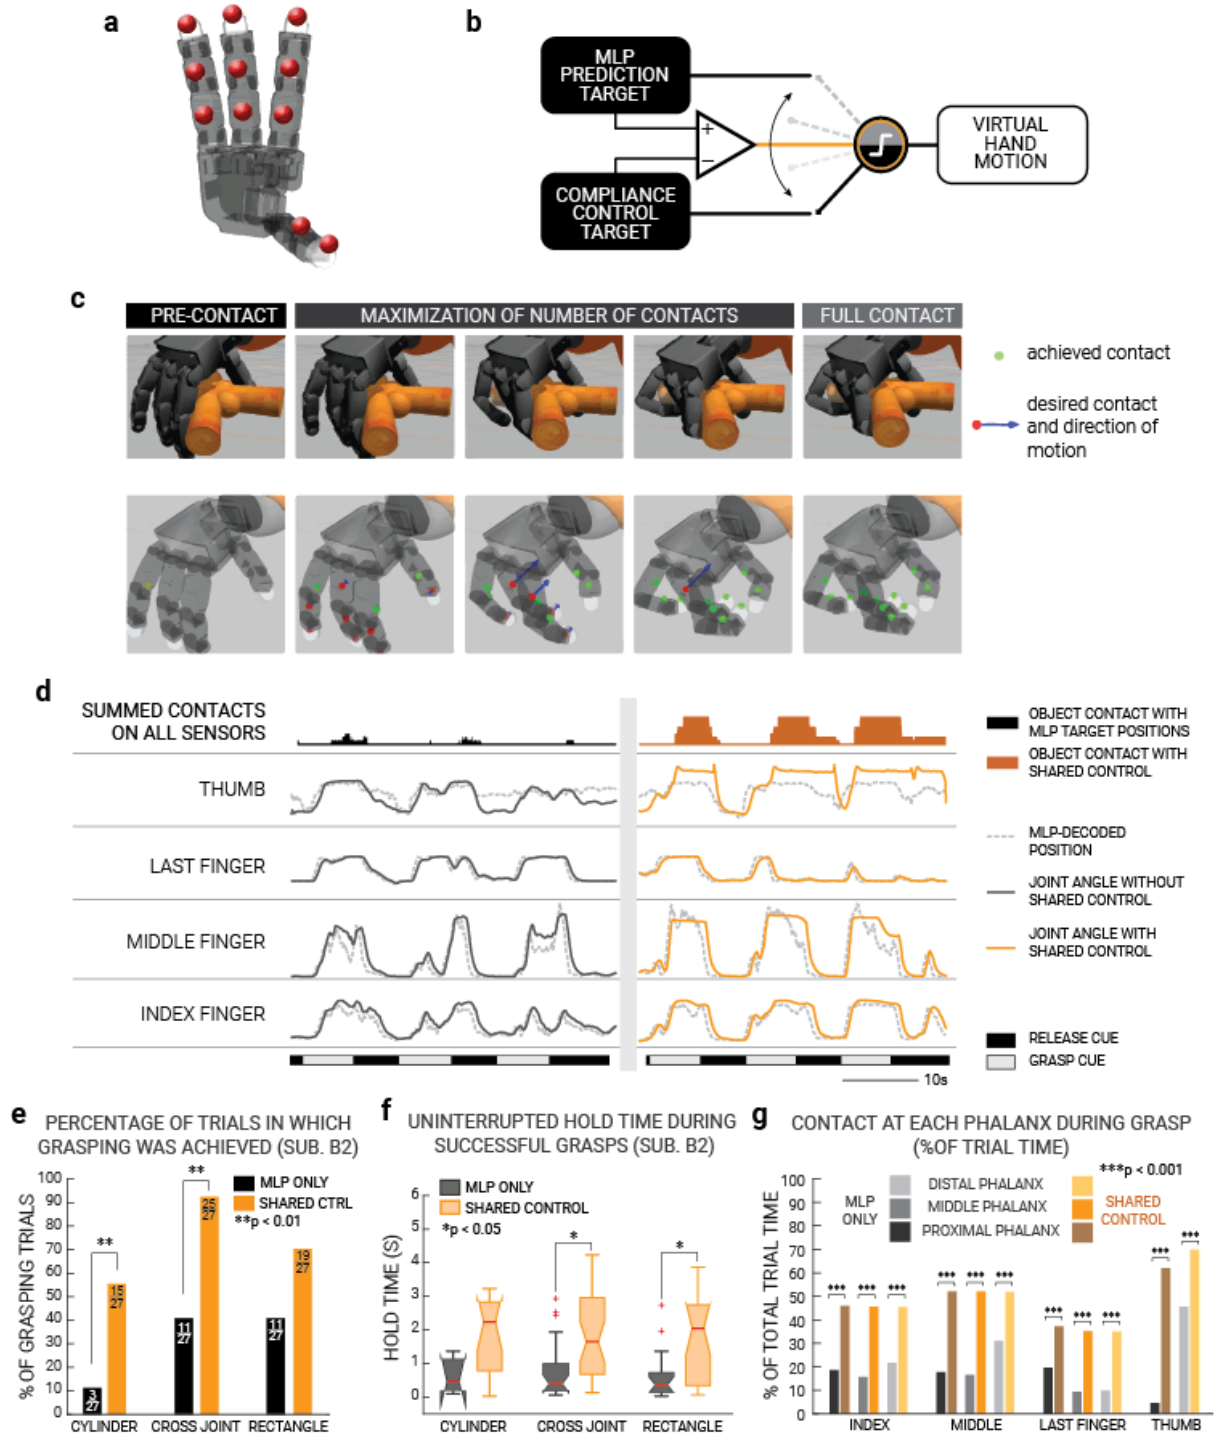 a
b
MLP
PREDICTION
TARGET
+
−
COMPLIANCE
CONTROL
TARGET
VIRTUAL
HAND
MOTION
c
PRE-CONTACT
MAXIMIZATION OF NUMBER OF CONTACTS
FULL CONTACT
achieved contact
desired contact
and direction of
motion
d
SUMMED CONTACTS
ON ALL SENSORS
THUMB
LAST FINGER
MIDDLE FINGER
INDEX FINGER
OBJECT CONTACT WITH
MLP TARGET POSITIONS
OBJECT CONTACT WITH
SHARED CONTROL
MLP-DECODED
POSITION
JOINT ANGLE WITHOUT
SHARED CONTROL
JOINT ANGLE WITH
SHARED CONTROL
RELEASE CUE
GRASP CUE
10s
e
PERCENTAGE OF TRIALS IN WHICH
GRASPING WAS ACHIEVED (SUB. B2)
% OF GRASPING TRIALS
100
90
80
70
60
50
40
30
20
10
0
MLP ONLY
SHARED CTRL
**p < 0.01
**
**
3
27
15
27
11
27
25
27
11
27
19
27
CYLINDER
CROSS JOINT
RECTANGLE
f
UNINTERRUPTED HOLD TIME DURING
SUCCESSFUL GRASPS (SUB. B2)
HOLD TIME (S)
6
5
4
3
2
1
0
MLP ONLY
SHARED CONTROL
*p < 0.05
*
*
CYLINDER
CROSS JOINT
RECTANGLE
g
CONTACT AT EACH PHALANX DURING GRASP
(%OF TRIAL TIME)
% OF TOTAL TRIAL TIME
100
90
80
70
60
50
40
30
20
10
0
***p < 0.001
MLP
ONLY
DISTAL PHALANX
MIDDLE PHALANX
PROXIMAL PHALANX
SHARED
CONTROL
*** *** ***
*** *** ***
*** *** ***
*** ***
INDEX
MIDDLE
LAST FINGER
THUMB